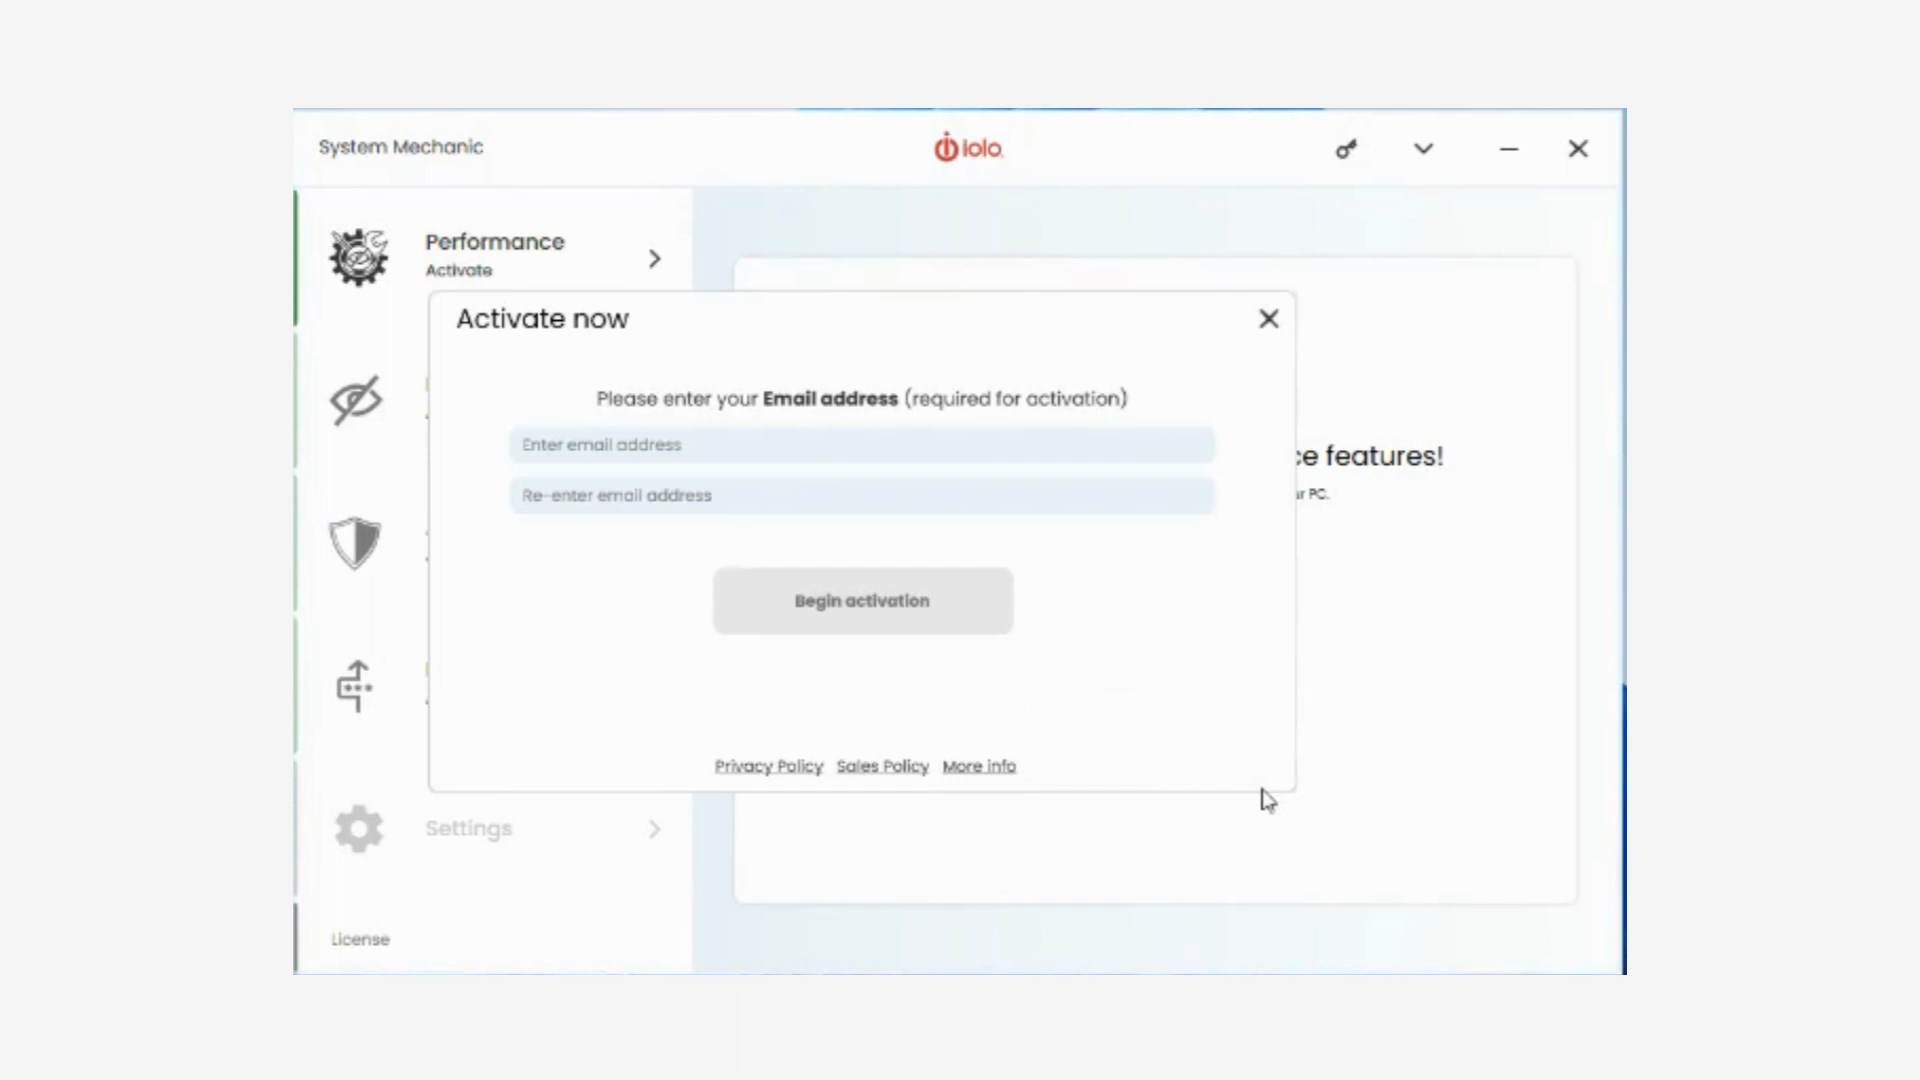 System Mechanic
iolo
Performance
Activate
Activate now
Please enter your Email address (required for activation)
Enter email address
Re-enter email address
features!
PC.
Begin activation
Privacy Policy Sales Policy More info
Settings
License